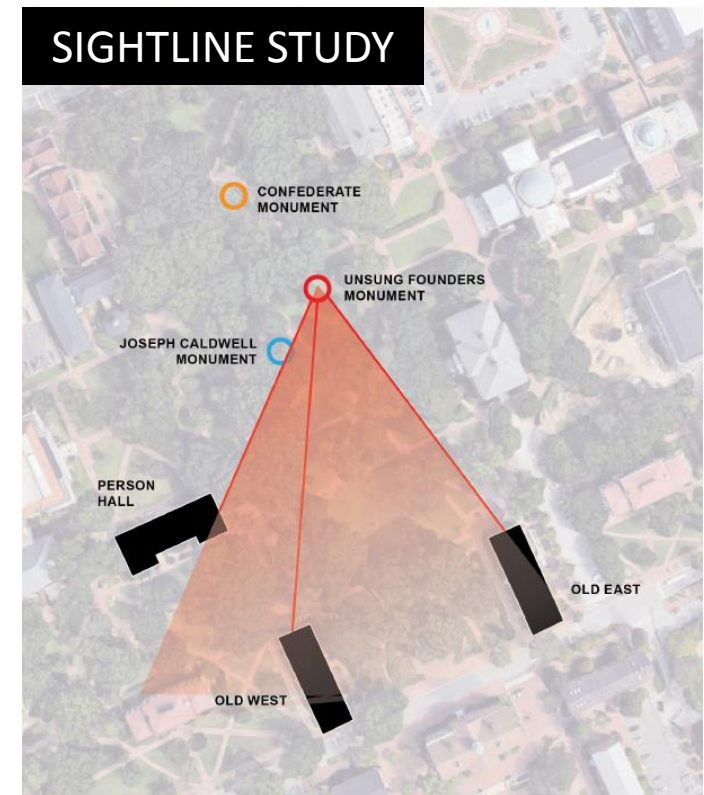 SIGHTLINE STUDY
CONFEDERATE
MONUMENT
UNSUNG FOUNDERS
MONUMENT
JOSEPH CALDWELL
MONUMENT
PERSON
HALL
OLD EAST
OLD WEST